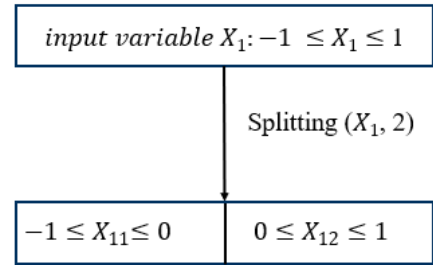 input variable X₁: −1 ≤ X₁ ≤ 1
Splitting (X₁, 2)
−1 ≤ X₁₁ ≤ 0 0 ≤ X₁₂ ≤ 1